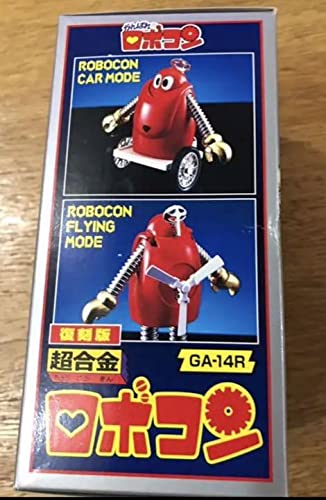 がんばれ!!
ロボコン
ROBOCON
CAR MODE
ROBOCON
FLYING
MODE
復刻版
超合金
GA-14R
ロボコン